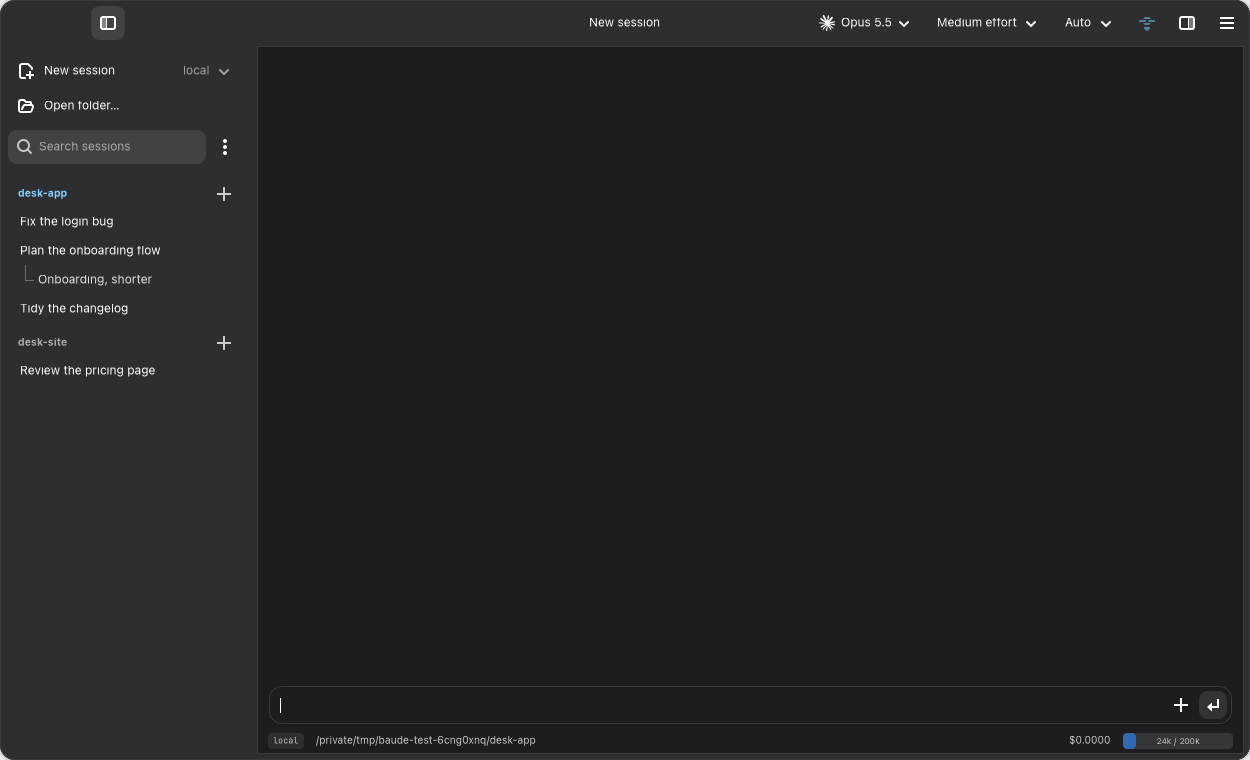 New session
Opus 5.5
Medium effort
Auto
New session
local
Open folder...
Search sessions
desk-app
Fix the login bug
Plan the onboarding flow
Onboarding, shorter
Tidy the changelog
desk-site
Review the pricing page
local
/private/tmp/baude-test-6cng0xnq/desk-app
$0.0000
24k / 200k